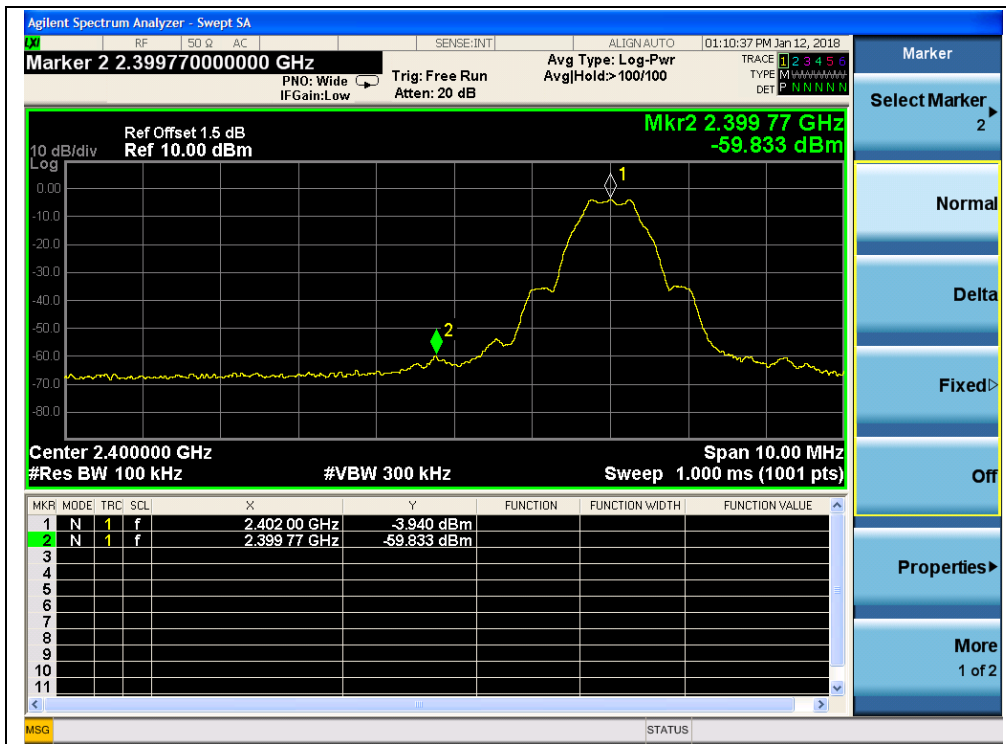 Agilent Spectrum Analyzer - Swept SA
LXI RF 50 Ω AC SENSE:INT ALIGN AUTO 01:10:37 PM Jan 12, 2018
Marker 2 2.399770000000 GHz
PNO: Wide
IFGain:Low
Trig: Free Run
Atten: 20 dB
Avg Type: Log-Pwr
Avg|Hold:>100/100
TRACE 1 2 3 4 5 6
TYPE M
DET P N N N N N
Ref Offset 1.5 dB
Ref 10.00 dBm
10 dB/div
Log
Mkr2 2.399 77 GHz
-59.833 dBm
0.00
-10.0
-20.0
-30.0
-40.0
-50.0
-60.0
-70.0
-80.0
1
2
Center 2.400000 GHz Span 10.00 MHz
#Res BW 100 kHz #VBW 300 kHz Sweep 1.000 ms (1001 pts)
MKR MODE TRC SCL X Y FUNCTION FUNCTION WIDTH FUNCTION VALUE
1 N 1 f 2.402 00 GHz -3.940 dBm
2 N 1 f 2.399 77 GHz -59.833 dBm
3
4
5
6
7
8
9
10
11
MSG STATUS
Marker
Select Marker
2
Normal
Delta
Fixed
Off
Properties
More
1 of 2